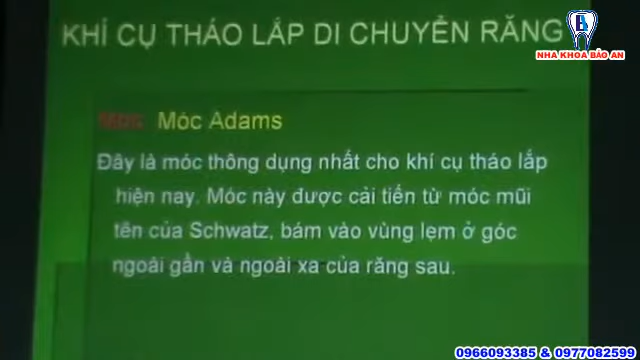 KHÍ CỤ THÁO LẮP DI CHUYỂN RĂNG
NHA KHOA BẢO AN
Móc Móc Adams
Đây là móc thông dụng nhất cho khí cụ tháo lắp
hiện nay. Móc này được cải tiến từ móc mũi
tên của Schwatz, bám vào vùng lẹm ở góc
ngoài gần và ngoài xa của răng sau.
0966093385 & 0977082599